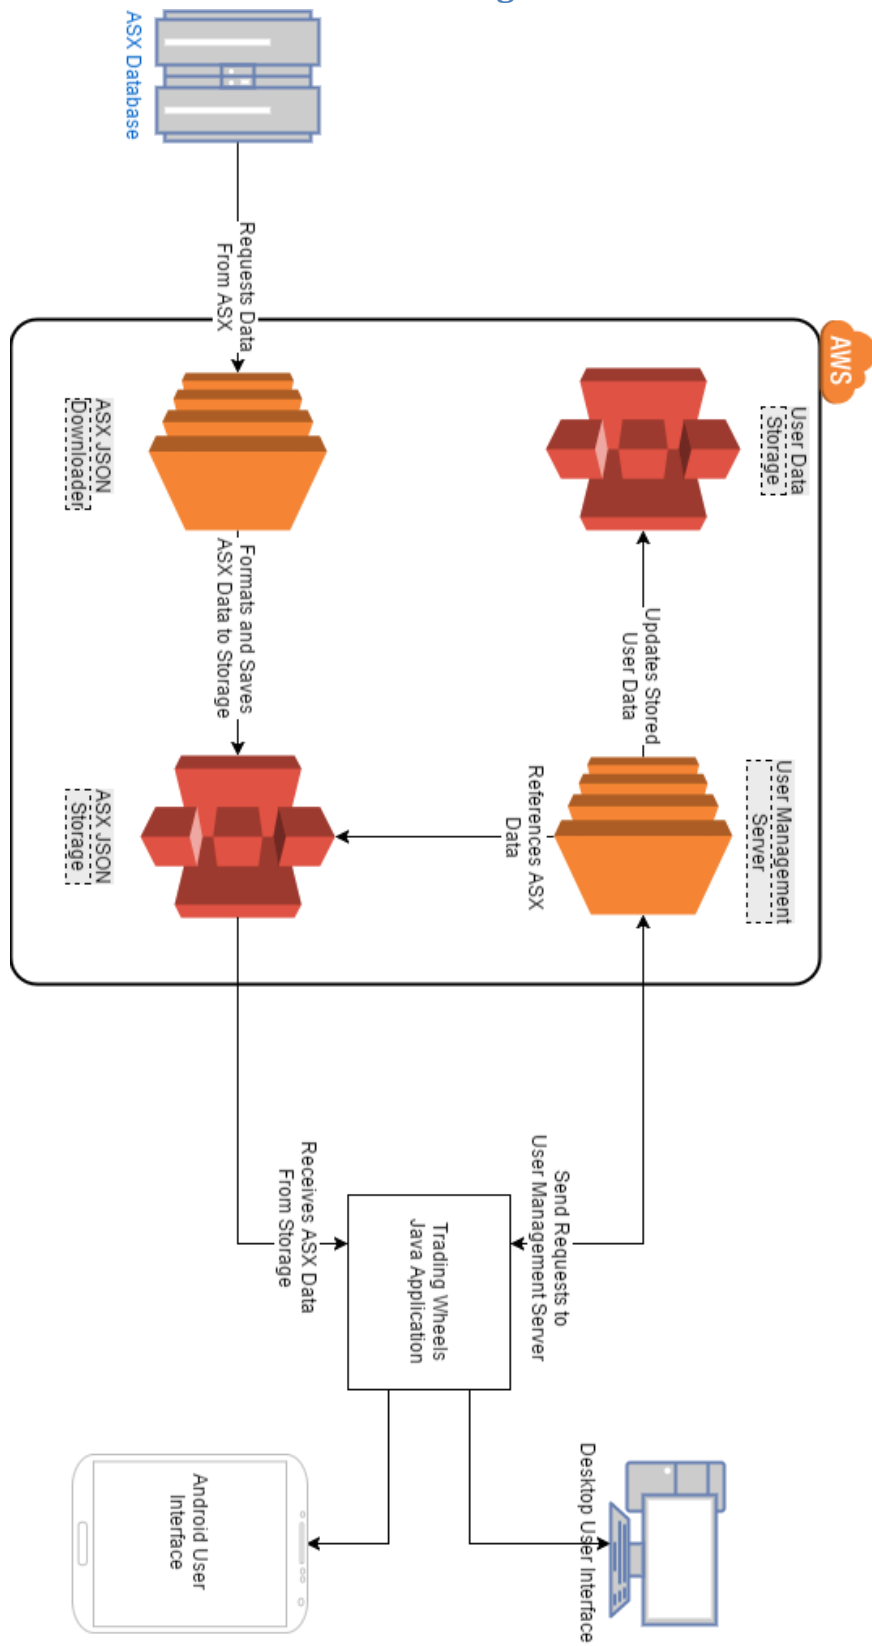 AWS
User Data
Storage
Updates Stored
User Data
User Management
Server
References ASX
Data
Send Requests to
User Management Server
Desktop User Interface
ASX Database
Requests Data
From ASX
ASX JSON
Downloader
Formats and Saves
ASX Data to Storage
ASX JSON
Storage
Receives ASX Data
From Storage
Trading Wheels
Java Application
Android User
Interface